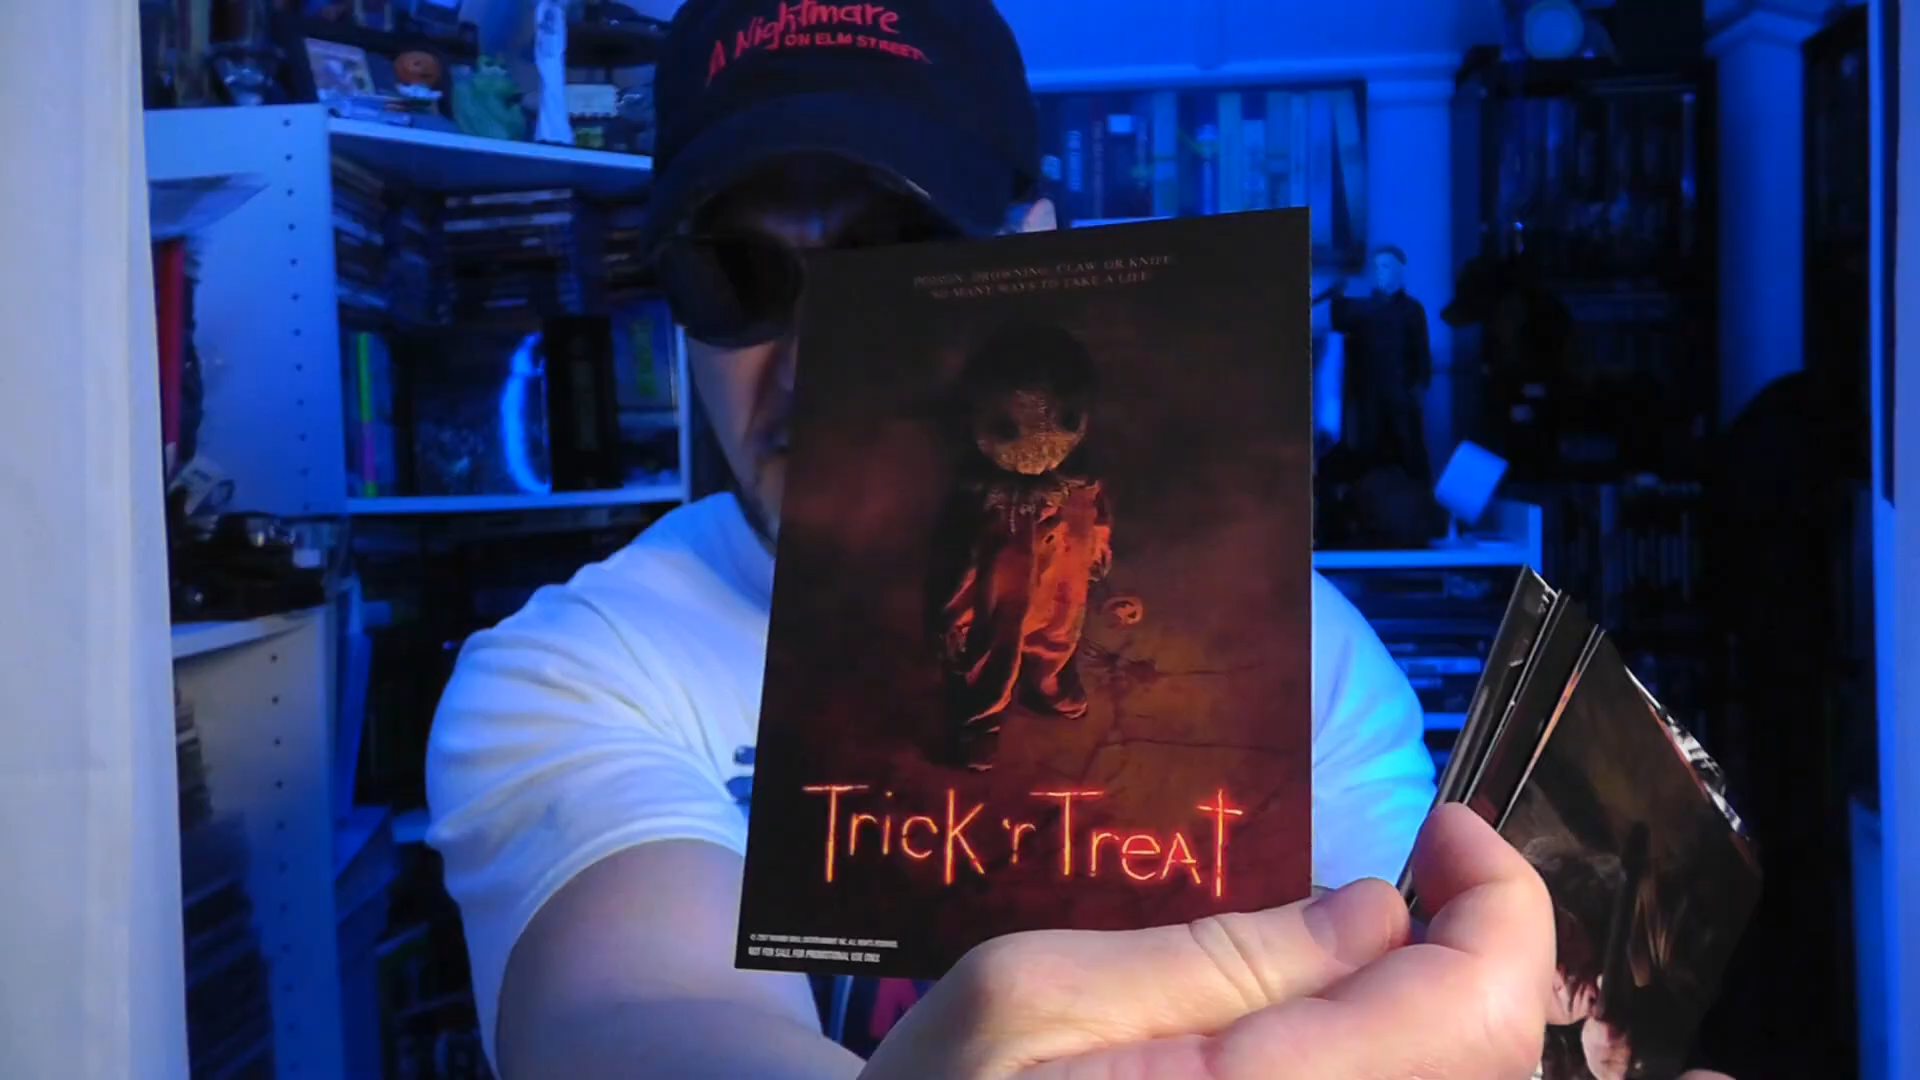 A Nightmare
ON ELM STREET
POISON, DROWNING, CLAW OR KNIFE
SO MANY WAYS TO TAKE A LIFE
Trick 'r Treat
NOT FOR SALE. FOR PROMOTIONAL USE ONLY.